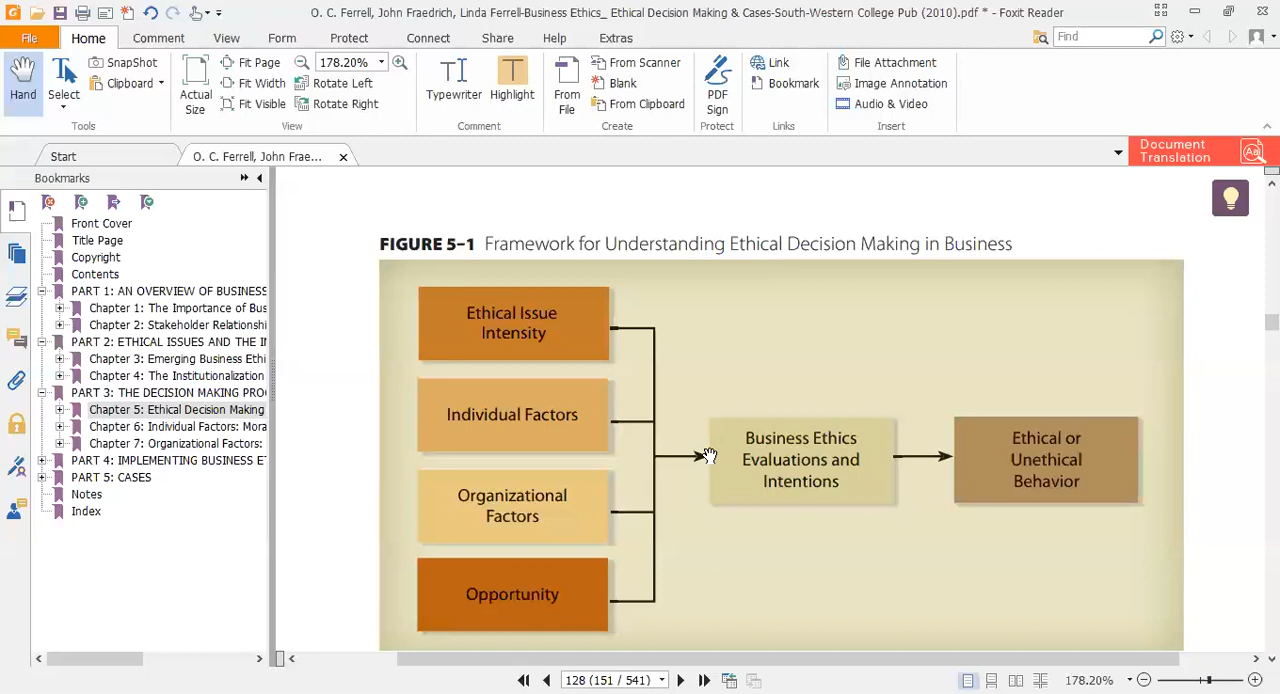 O. C. Ferrell, John Fraedrich, Lin Ferrell-Business Ethics_ Ethical Decision Making & Cases-South-Western College Pub (2010).pdf * - Foxit Reader
File Home Comment View Form Protect Connect Share Help Extras Find
Hand
Select
SnapShot
Clipboard
Tools
Actual
Size
Fit Page
Fit Width
Fit Visible
178.20%
Rotate Left
Rotate Right
View
Typewriter
Highlight
Comment
From
File
From Scanner
Blank
From Clipboard
Create
PDF
Sign
Protect
Link
Bookmark
Links
File Attachment
Image Annotation
Audio & Video
Insert
Start
O. C. Ferrell, John Frae...
Document
Translation
Bookmarks
Front Cover
Title Page
Copyright
Contents
PART 1: AN OVERVIEW OF BUSINESS
Chapter 1: The Importance of Bus
Chapter 2: Stakeholder Relationshi
PART 2: ETHICAL ISSUES AND THE I
Chapter 3: Emerging Business Ethi
Chapter 4: The Institutionalization
PART 3: THE DECISION MAKING PRO
Chapter 5: Ethical Decision Making
Chapter 6: Individual Factors: Mora
Chapter 7: Organizational Factors:
PART 4: IMPLEMENTING BUSINESS E
PART 5: CASES
Notes
Index
FIGURE 5–1 Framework for Understanding Ethical Decision Making in Business
Ethical Issue
Intensity
Individual Factors
Organizational
Factors
Opportunity
Business Ethics
Evaluations and
Intentions
Ethical or
Unethical
Behavior
128 (151 / 541)
178.20%